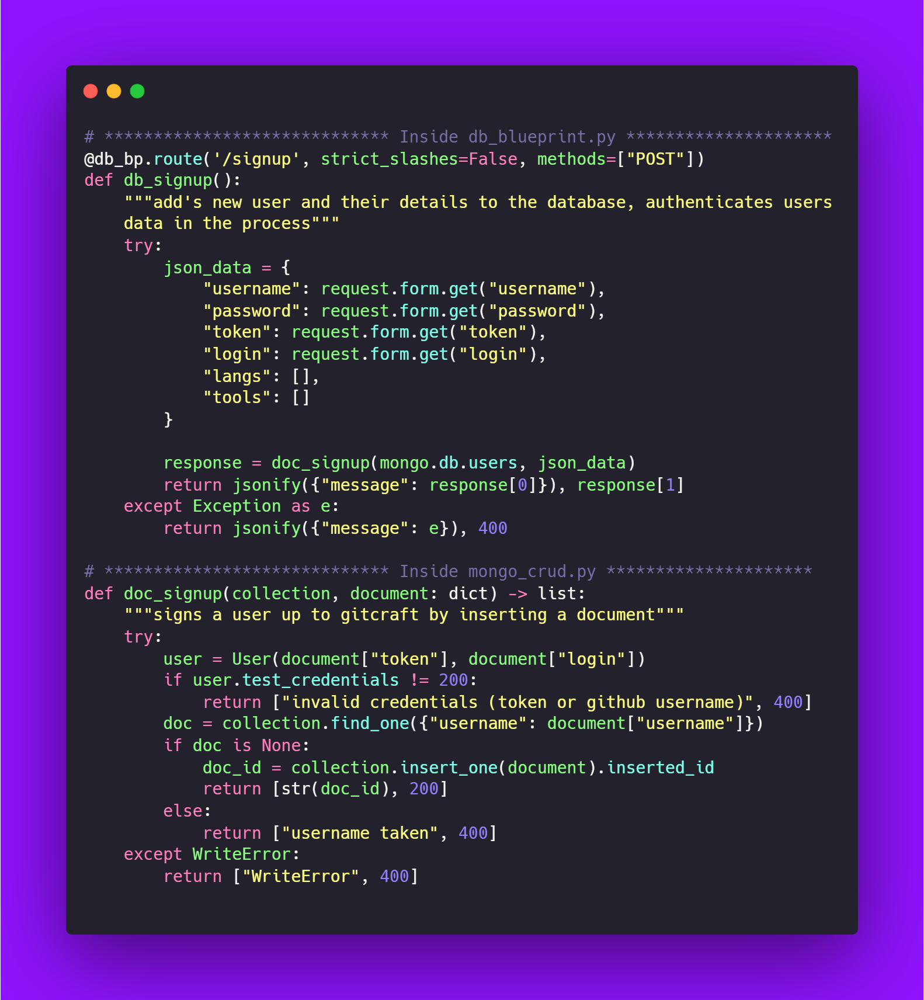 # ***************************** Inside db_blueprint.py *********************
@db_bp.route('/signup', strict_slashes=False, methods=["POST"])
def db_signup():
    """add's new user and their details to the database, authenticates users
    data in the process"""
    try:
        json_data = {
            "username": request.form.get("username"),
            "password": request.form.get("password"),
            "token": request.form.get("token"),
            "login": request.form.get("login"),
            "langs": [],
            "tools": []
        }

        response = doc_signup(mongo.db.users, json_data)
        return jsonify({"message": response[0]}), response[1]
    except Exception as e:
        return jsonify({"message": e}), 400

# ***************************** Inside mongo_crud.py *********************
def doc_signup(collection, document: dict) -> list:
    """signs a user up to gitcraft by inserting a document"""
    try:
        user = User(document["token"], document["login"])
        if user.test_credentials != 200:
            return ["invalid credentials (token or github username)", 400]
        doc = collection.find_one({"username": document["username"]})
        if doc is None:
            doc_id = collection.insert_one(document).inserted_id
            return [str(doc_id), 200]
        else:
            return ["username taken", 400]
    except WriteError:
        return ["WriteError", 400]